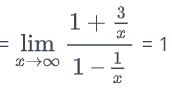 = lim x→∞ (1 + 3/x)/(1 − 1/x) = 1